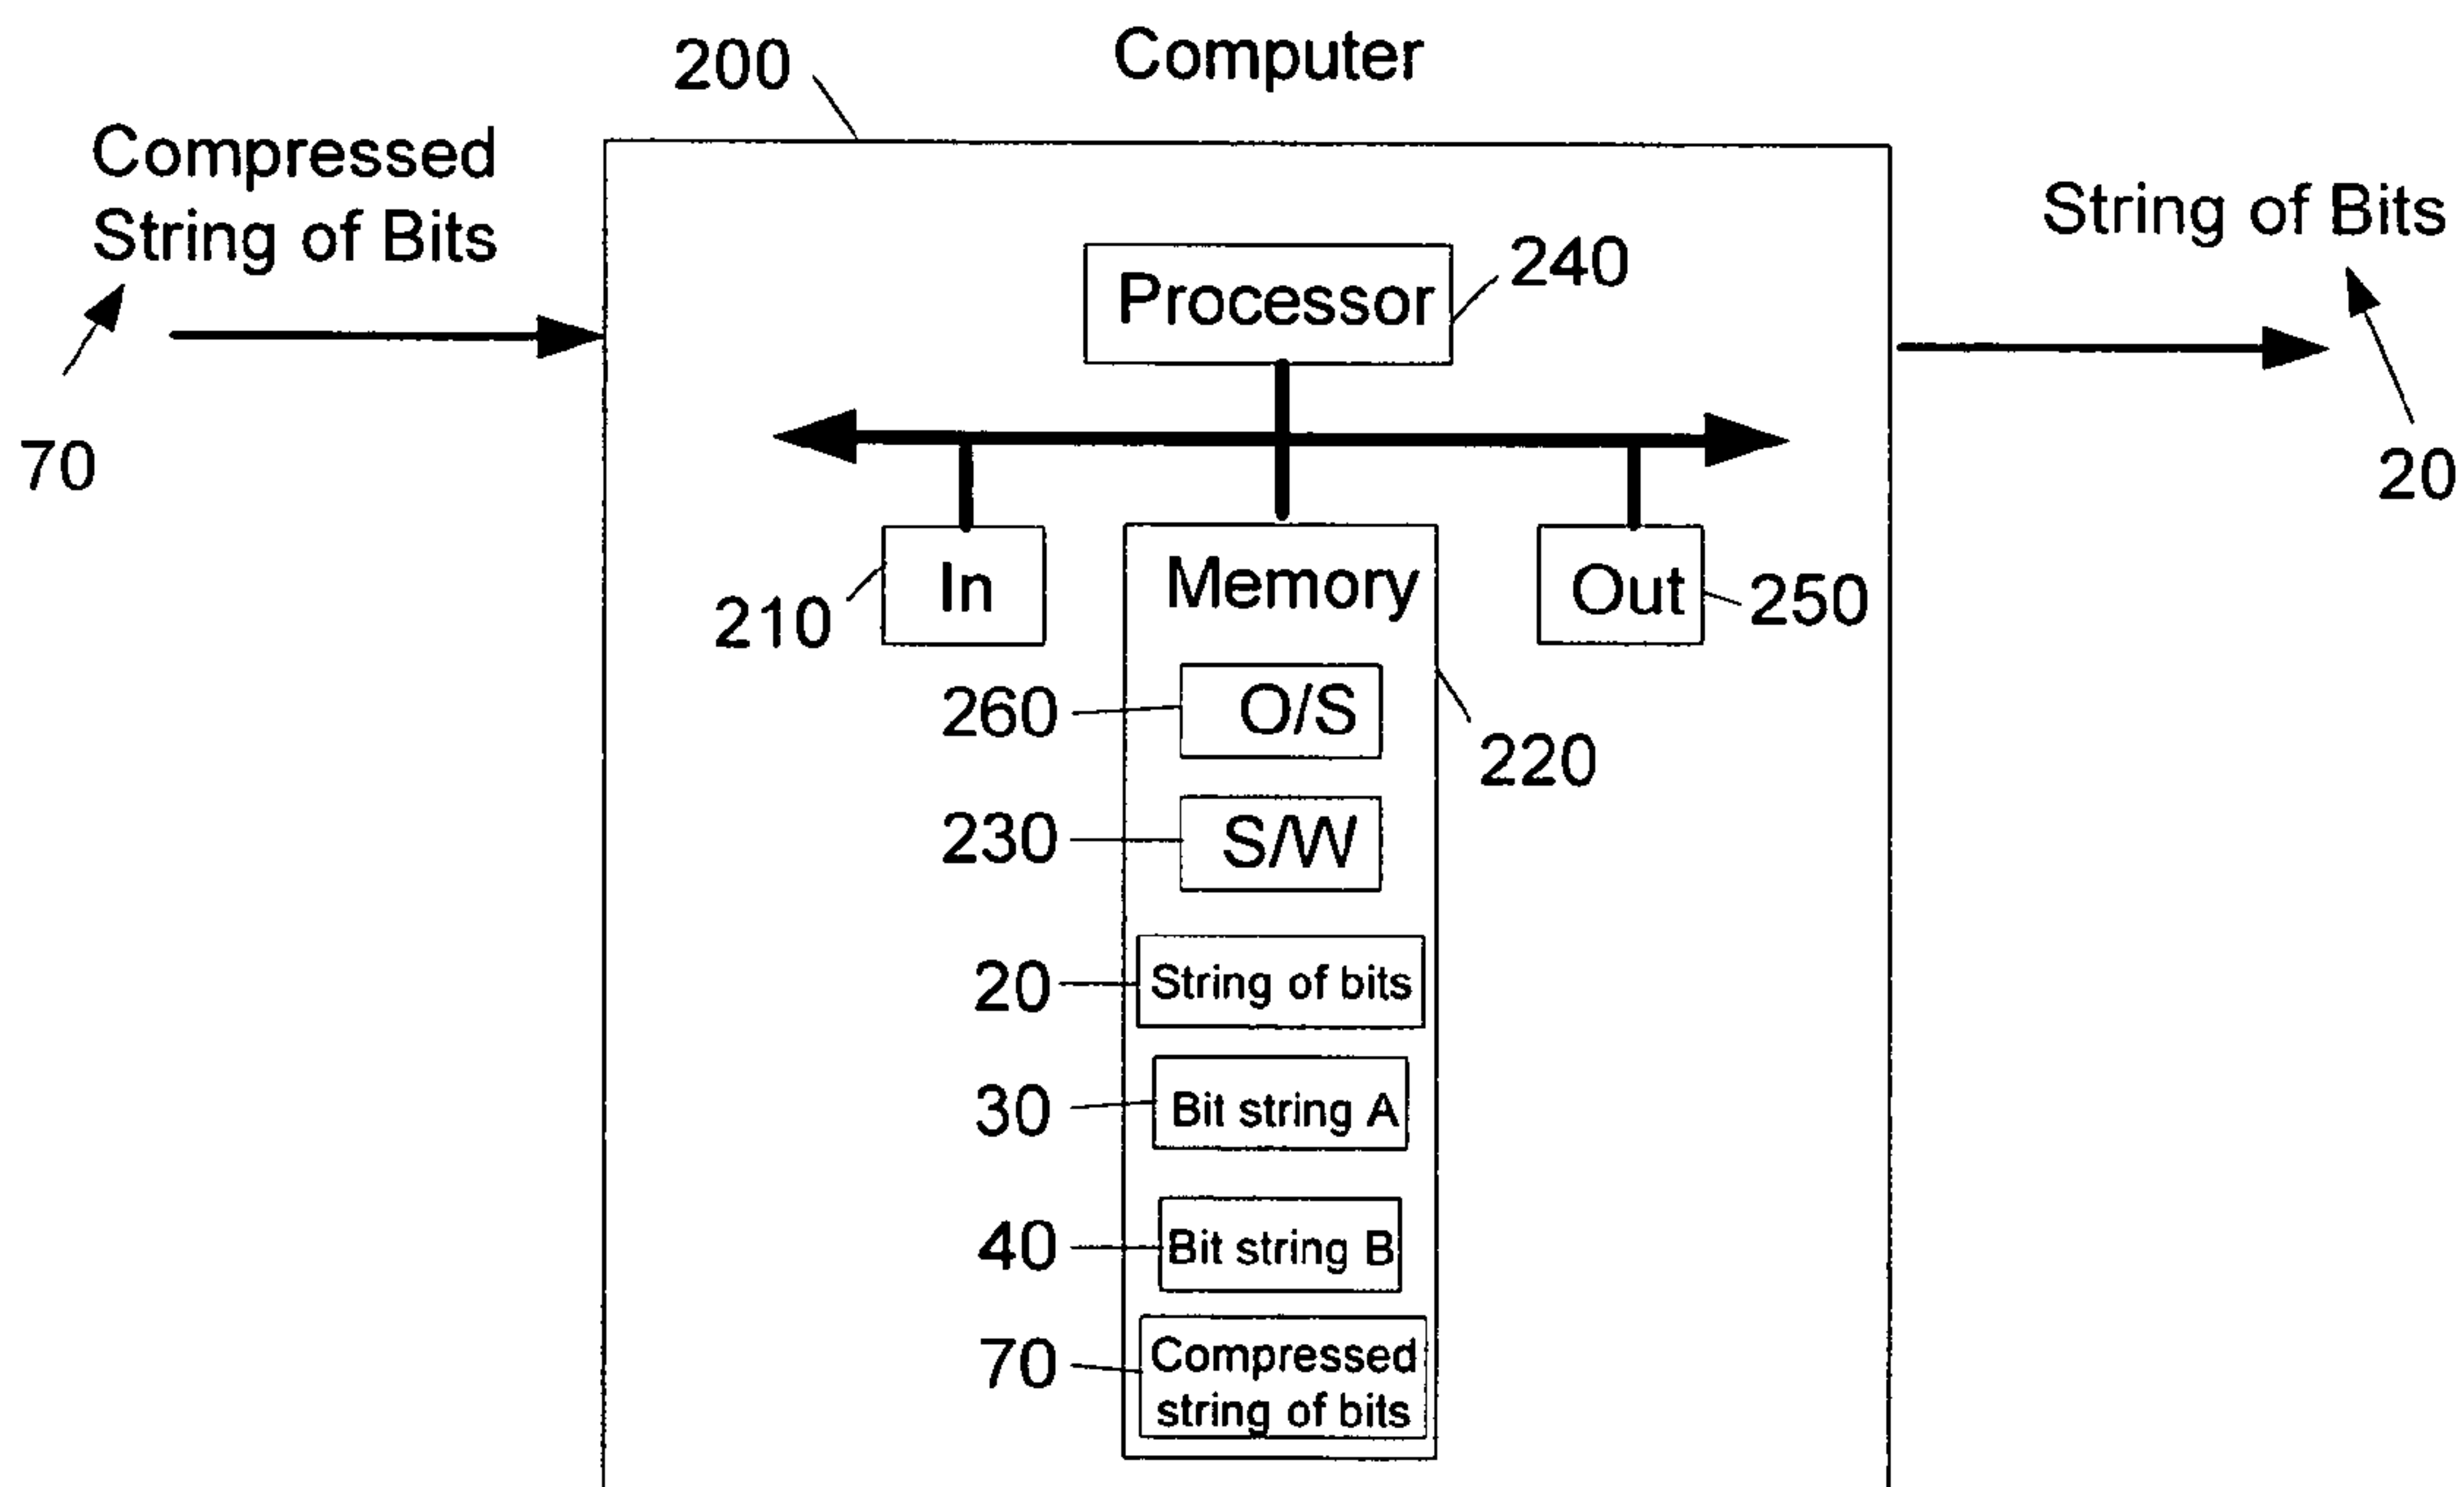 Computer
200
Compressed
String of Bits
70
String of Bits
20
Processor
240
In
210
Memory
220
Out
250
260
O/S
230
S/W
20
String of bits
30
Bit string A
40
Bit string B
70
Compressed
string of bits